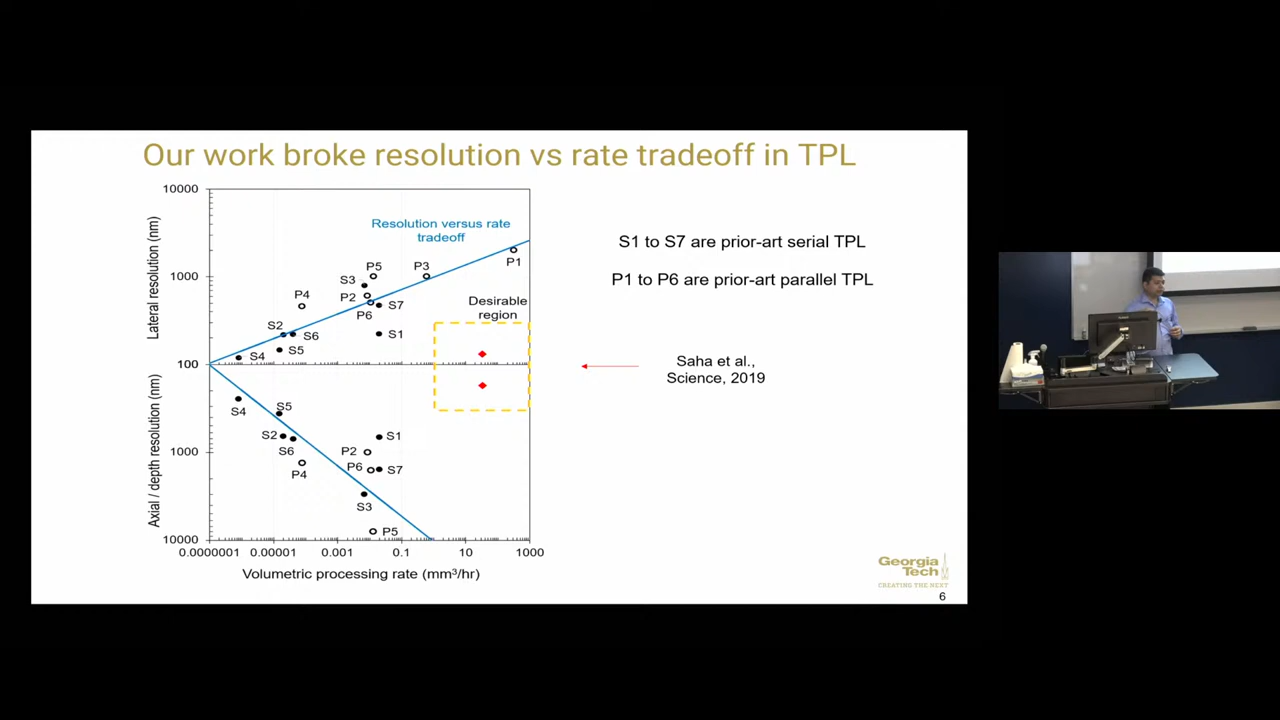 Our work broke resolution vs rate tradeoff in TPL
10000
1000
100
1000
10000
Lateral resolution (nm)
Axial / depth resolution (nm)
Resolution versus rate
tradeoff
P1
P5
P3
S3
P4
P2
S7
P6
S2
S6
S1
S4
S5
Desirable
region
S4
S5
S2
S6
P4
S1
P2
P6
S7
S3
P5
0.0000001
0.00001
0.001
0.1
10
1000
Volumetric processing rate (mm³/hr)
S1 to S7 are prior-art serial TPL
P1 to P6 are prior-art parallel TPL
Saha et al.,
Science, 2019
Georgia
Tech
CREATING THE NEXT
6